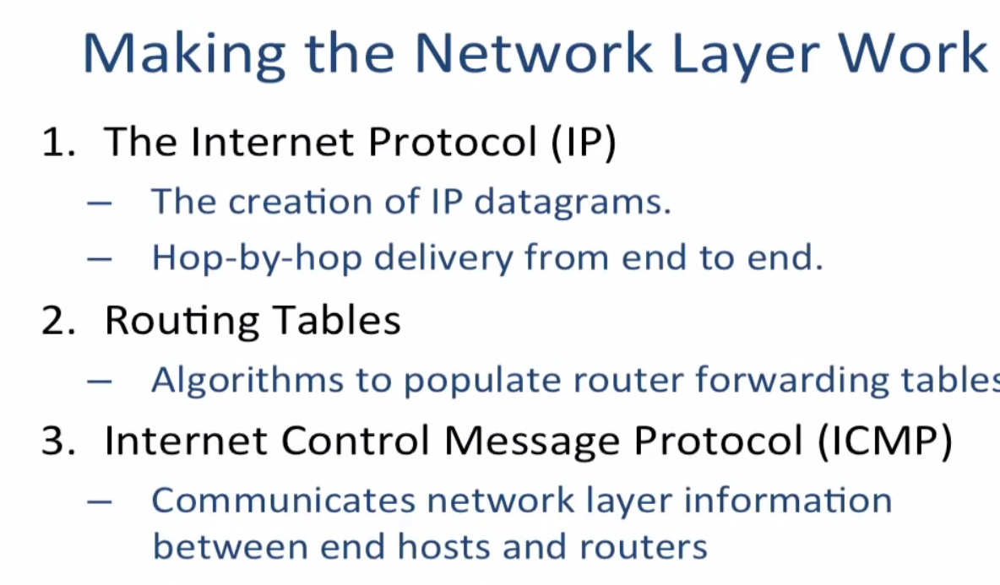 Making the Network Layer Work
1. The Internet Protocol (IP)
– The creation of IP datagrams.
– Hop-by-hop delivery from end to end.
2. Routing Tables
– Algorithms to populate router forwarding tables
3. Internet Control Message Protocol (ICMP)
– Communicates network layer information
between end hosts and routers